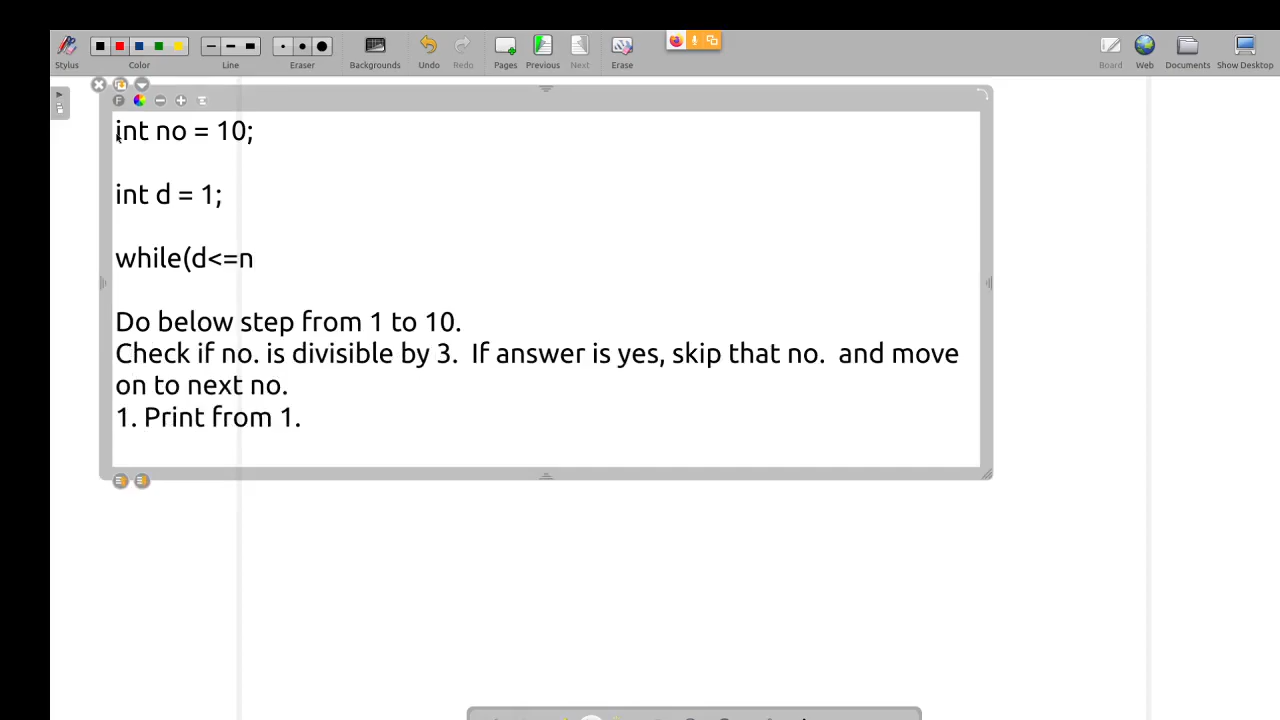 Stylus Color Line Eraser Backgrounds Undo Redo Pages Previous Next Erase Board Web Documents Show Desktop
F
int no = 10;
int d = 1;
while(d<=n
Do below step from 1 to 10.
Check if no. is divisible by 3.  If answer is yes, skip that no.  and move
on to next no.
1. Print from 1.